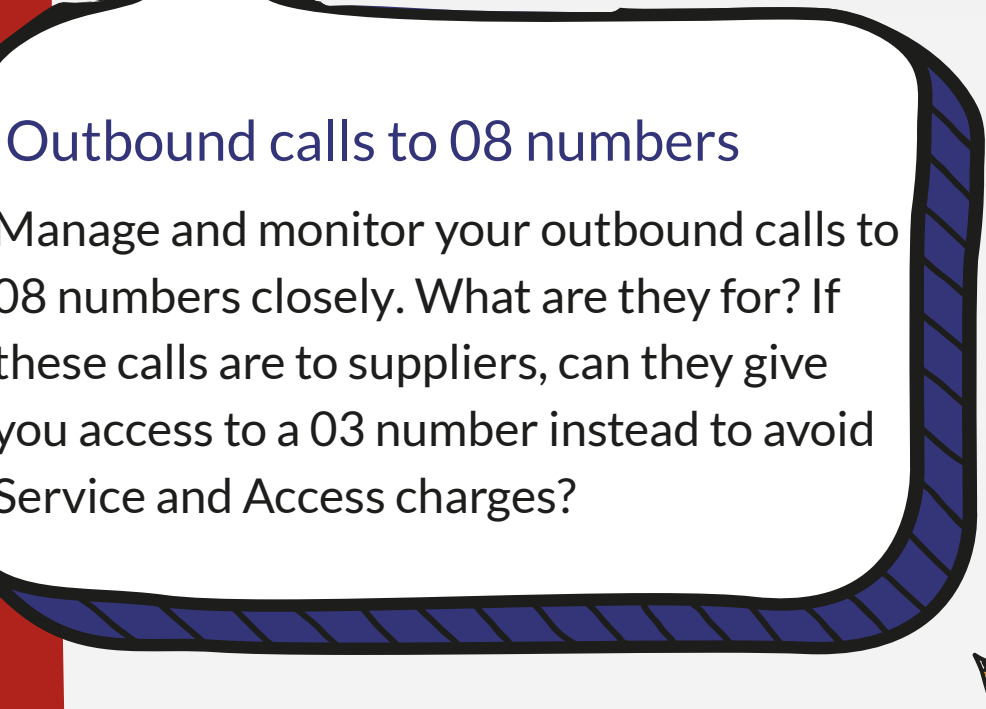 Outbound calls to 08 numbers
Manage and monitor your outbound calls to
08 numbers closely. What are they for? If
these calls are to suppliers, can they give
you access to a 03 number instead to avoid
Service and Access charges?